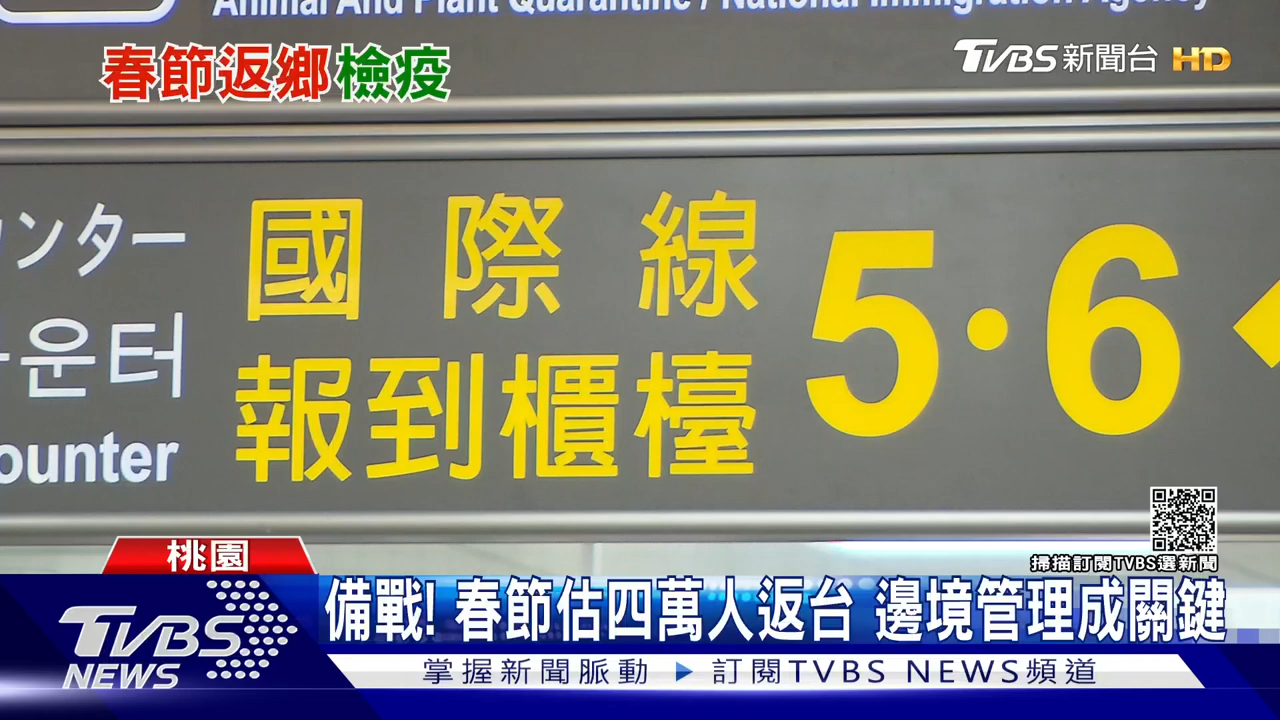 Animal And Plant Quarantine / National Immigration Agency
春節返鄉檢疫
TVBS新聞台 HD
ンター
國際線
5·6
운터
報到櫃檯
ounter
掃描訂閱TVBS選新聞
桃園
備戰! 春節估四萬人返台 邊境管理成關鍵
TVBS NEWS
掌握新聞脈動 ▶ 訂閱TVBS NEWS頻道